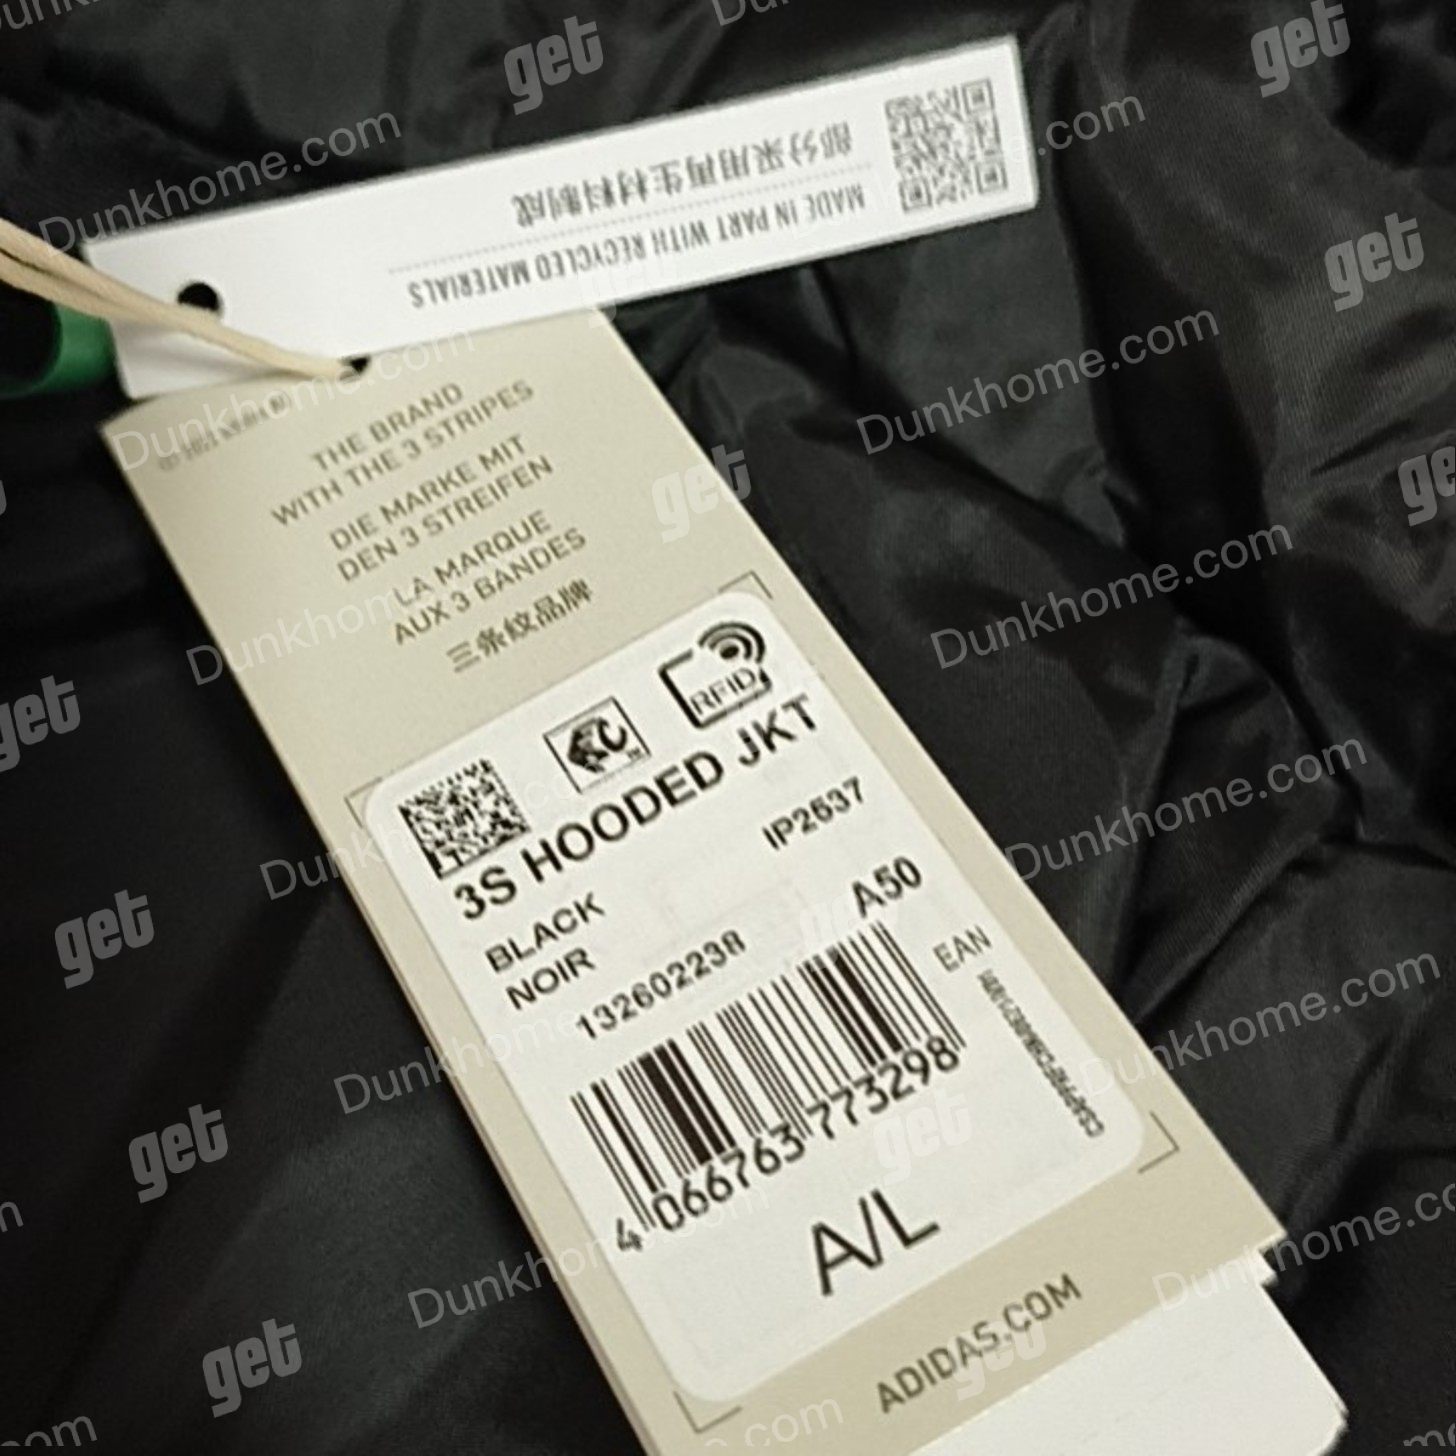 部分采用再生材料制成
MADE IN PART WITH RECYCLED MATERIALS
THE BRAND
WITH THE 3 STRIPES
DIE MARKE MIT
DEN 3 STREIFEN
LA MARQUE
AUX 3 BANDES
三条纹品牌
RFID
3S HOODED JKT
IP2637
BLACK
NOIR
A50
132602238
EAN
4 066763 773298
A/L
ADIDAS.COM
get
Dunkhome.com